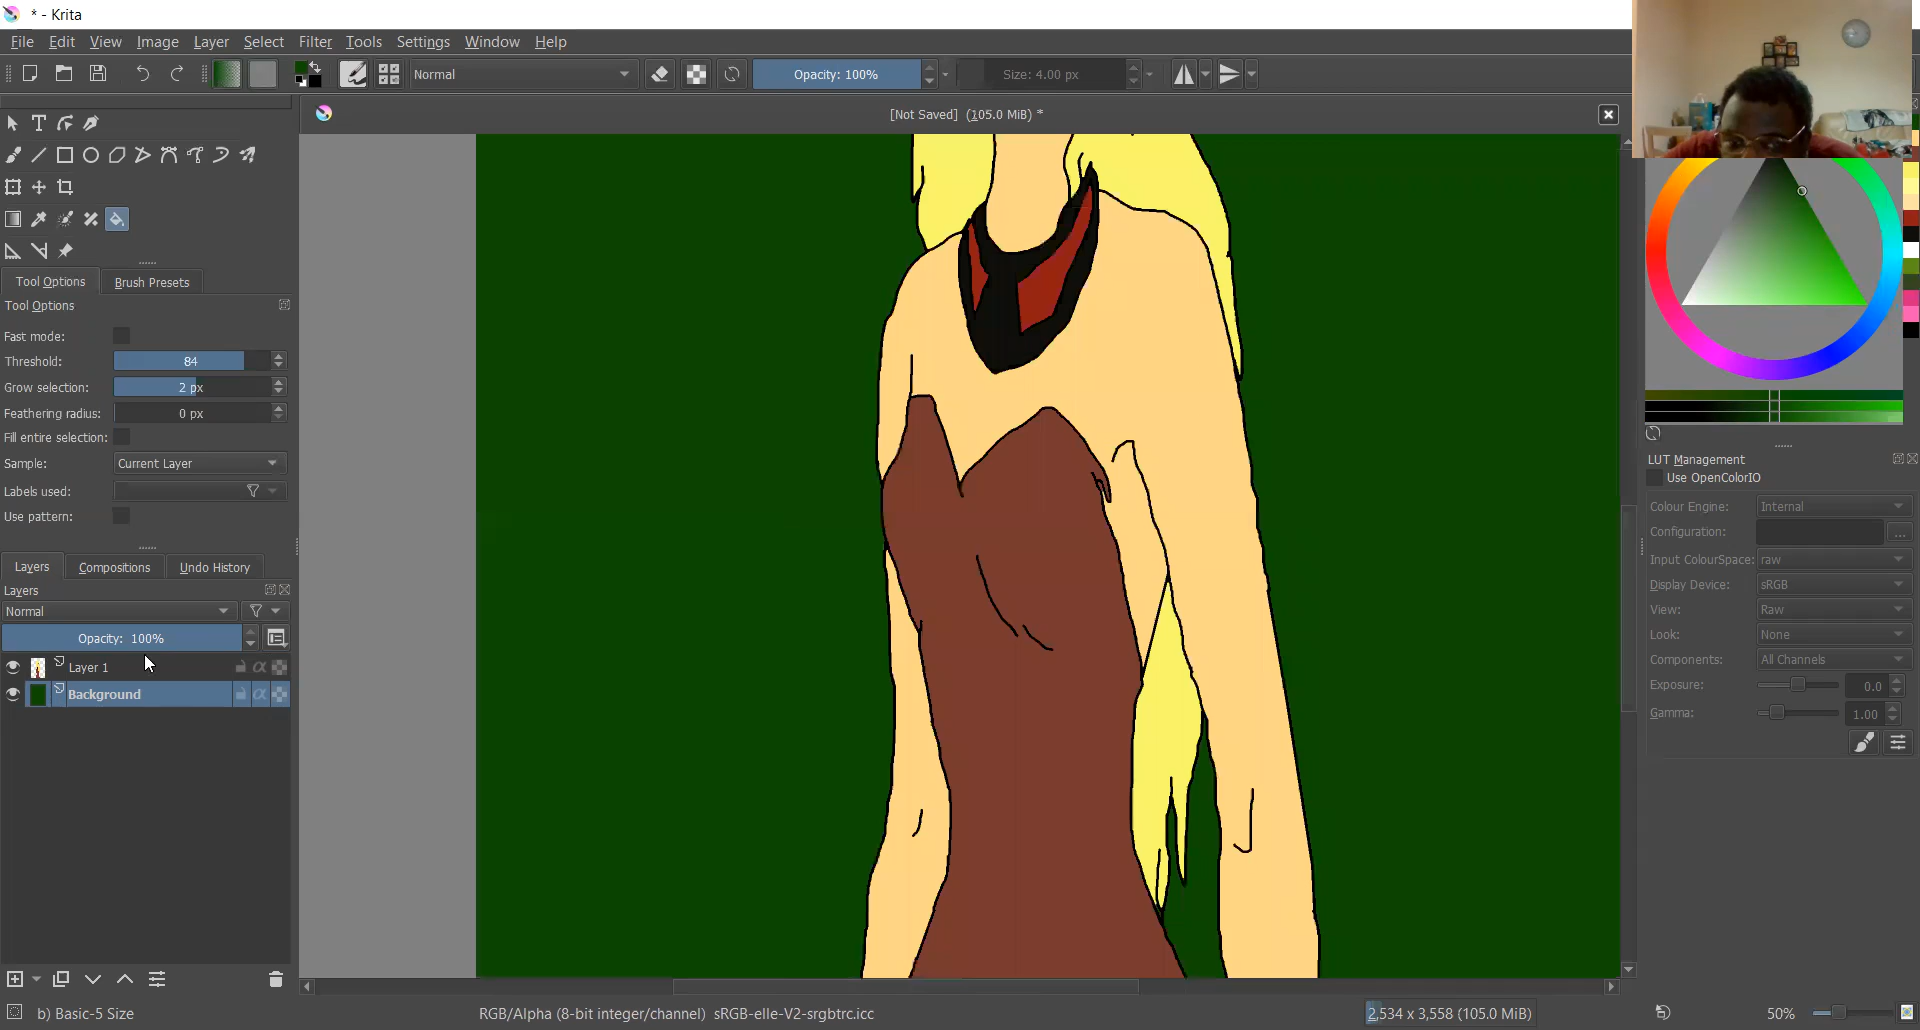 * - Krita
File Edit View Image Layer Select Filter Tools Settings Window Help
Normal Opacity: 100% Size: 4.00 px
[Not Saved] (105.0 MiB) *
Tool Options Brush Presets
Tool Options
Fast mode:
Threshold: 84
Grow selection: 2 px
Feathering radius: 0 px
Fill entire selection:
Sample: Current Layer
Labels used:
Use pattern:
Layers Compositions Undo History
Layers
Normal
Opacity: 100%
Layer 1
Background
LUT Management
Use OpenColorIO
Colour Engine: Internal
Configuration: ...
Input ColourSpace: raw
Display Device: sRGB
View: Raw
Look: None
Components: All Channels
Exposure: 0.0
Gamma: 1.00
b) Basic-5 Size
RGB/Alpha (8-bit integer/channel) sRGB-elle-V2-srgbtrc.icc
2,534 x 3,558 (105.0 MiB)
50%